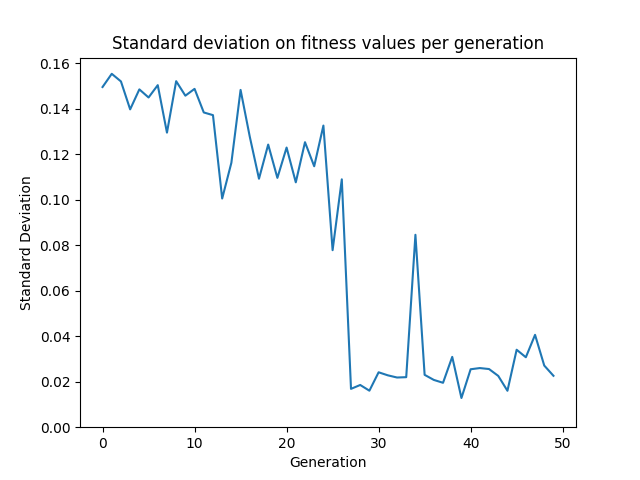 Standard deviation on fitness values per generation
0.16
0.14
0.12
0.10
0.08
0.06
0.04
0.02
0.00
Standard Deviation
0 10 20 30 40 50
Generation